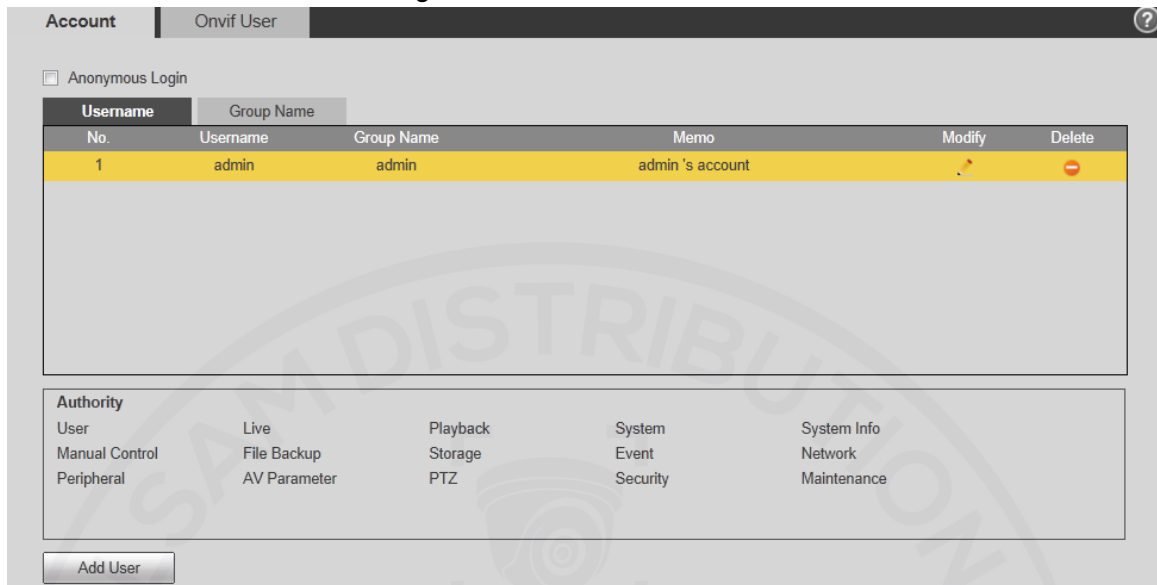 Account Onvif User ?
Anonymous Login
Username Group Name
No. Username Group Name Memo Modify Delete
1 admin admin admin 's account
Authority
User Live Playback System System Info
Manual Control File Backup Storage Event Network
Peripheral AV Parameter PTZ Security Maintenance
Add User
SAM DISTRIBUTION